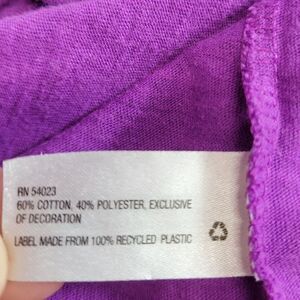 RN 54023
60% COTTON, 40% POLYESTER, EXCLUSIVE
OF DECORATION
LABEL MADE FROM 100% RECYCLED PLASTIC